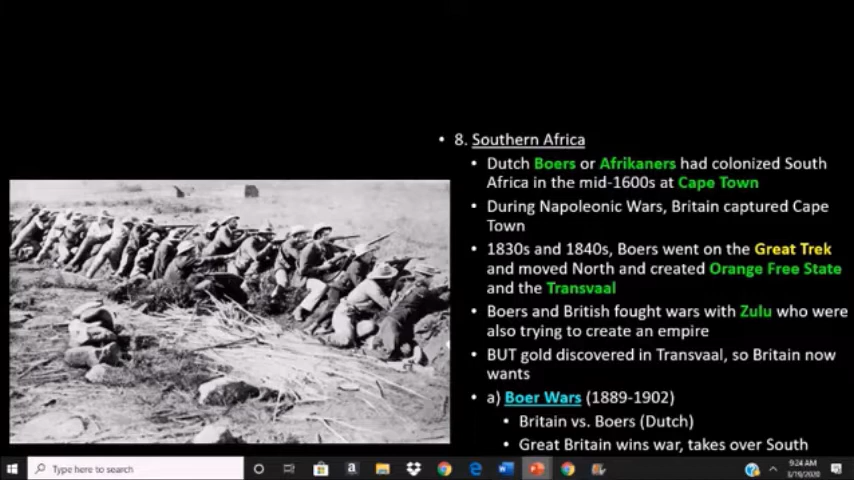 8. Southern Africa
Dutch Boers or Afrikaners had colonized South
Africa in the mid-1600s at Cape Town
During Napoleonic Wars, Britain captured Cape
Town
1830s and 1840s, Boers went on the Great Trek
and moved North and created Orange Free State
and the Transvaal
Boers and British fought wars with Zulu who were
also trying to create an empire
BUT gold discovered in Transvaal, so Britain now
wants
a) Boer Wars (1889-1902)
Britain vs. Boers (Dutch)
Great Britain wins war, takes over South
Type here to search
9:24 AM
3/19/2020